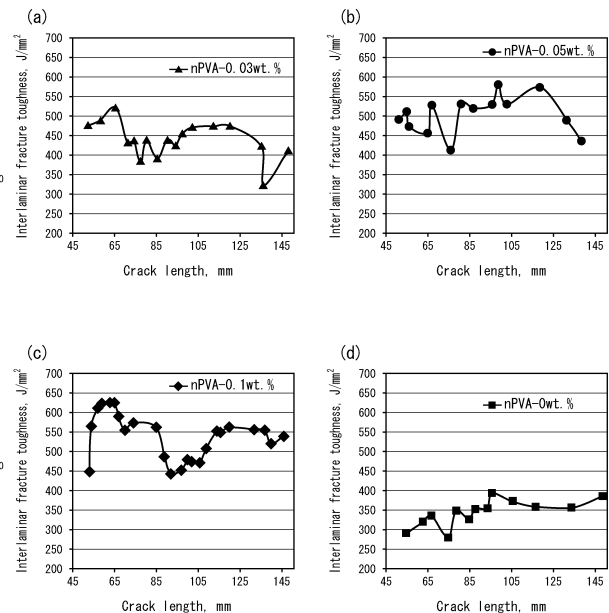 (a)
Interlaminar fracture toughness, J/mm²
700
650
600
550
500
450
400
350
300
250
200
nPVA-0.03wt.%
45 65 85 105 125 145
Crack length, mm
(b)
Interlaminar fracture toughness, J/mm²
700
650
600
550
500
450
400
350
300
250
200
nPVA-0.05wt.%
45 65 85 105 125 145
Crack length, mm
(c)
Interlaminar fracture toughness, J/mm²
700
650
600
550
500
450
400
350
300
250
200
nPVA-0.1wt.%
45 65 85 105 125 145
Crack length, mm
(d)
Interlaminar fracture toughness, J/mm²
700
650
600
550
500
450
400
350
300
250
200
nPVA-0wt.%
45 65 85 105 125 145
Crack length, mm